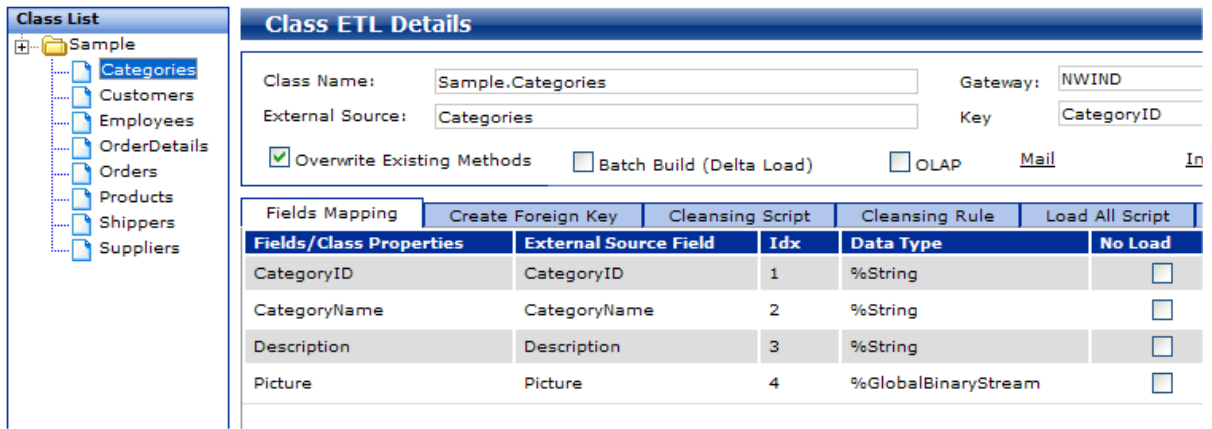 Class List
Sample
Categories
Customers
Employees
OrderDetails
Orders
Products
Shippers
Suppliers
Class ETL Details
Class Name: Sample.Categories Gateway: NWIND
External Source: Categories Key CategoryID
Overwrite Existing Methods Batch Build (Delta Load) OLAP Mail In
Fields Mapping Create Foreign Key Cleansing Script Cleansing Rule Load All Script
Fields/Class Properties External Source Field Idx Data Type No Load
CategoryID CategoryID 1 %String
CategoryName CategoryName 2 %String
Description Description 3 %String
Picture Picture 4 %GlobalBinaryStream